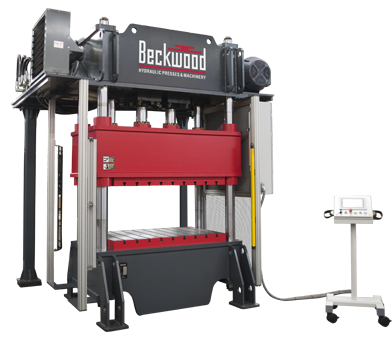 Beckwood
HYDRAULIC PRESSES & MACHINERY